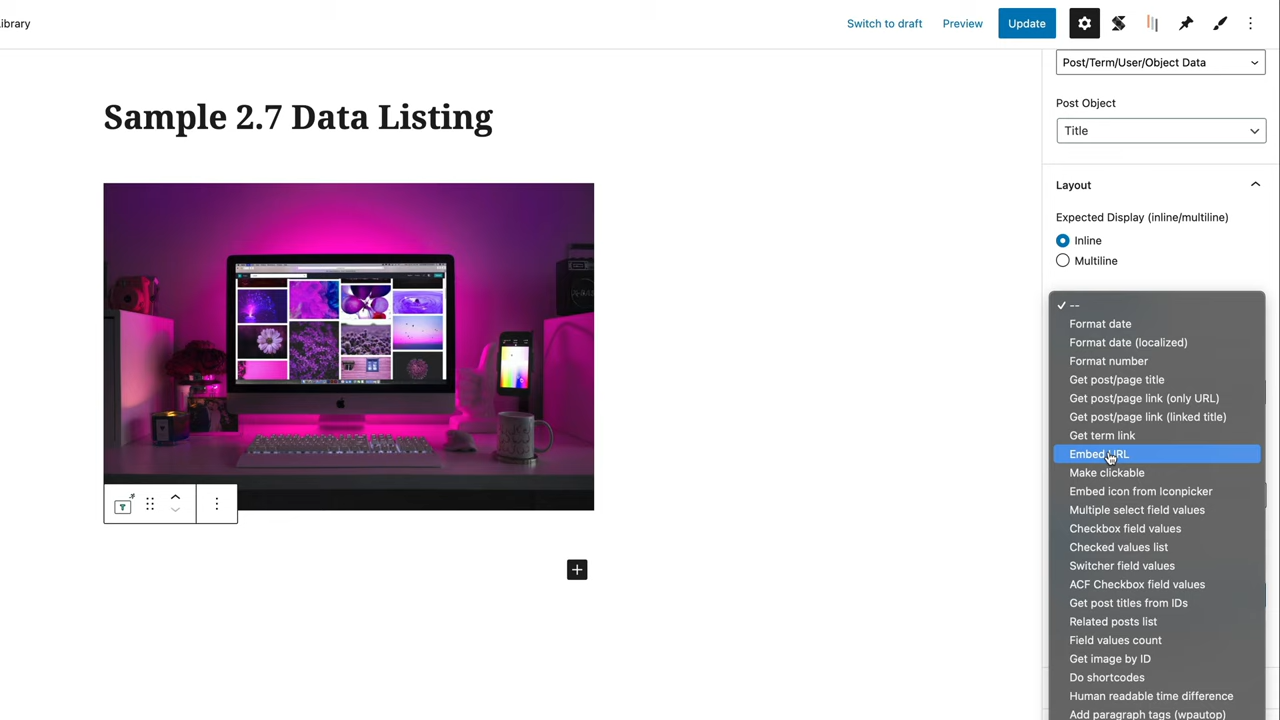 ibrary
Switch to draft
Preview
Update
Sample 2.7 Data Listing
Post/Term/User/Object Data
Post Object
Title
Layout
Expected Display (inline/multiline)
Inline
Multiline
--
Format date
Format date (localized)
Format number
Get post/page title
Get post/page link (only URL)
Get post/page link (linked title)
Get term link
Embed URL
Make clickable
Embed icon from Iconpicker
Multiple select field values
Checkbox field values
Checked values list
Switcher field values
ACF Checkbox field values
Get post titles from IDs
Related posts list
Field values count
Get image by ID
Do shortcodes
Human readable time difference
Add paragraph tags (wpautop)